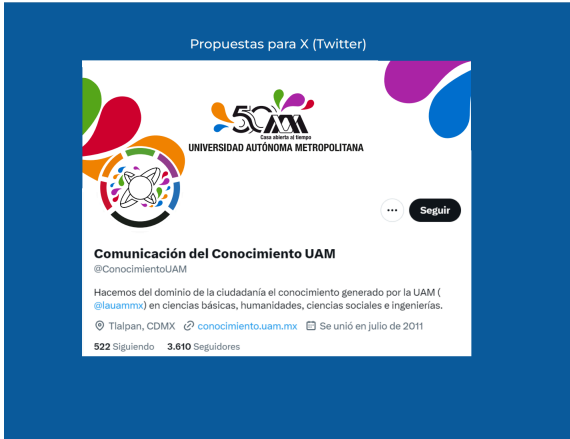 Propuestas para X (Twitter)
50
Casa abierta al tiempo
UNIVERSIDAD AUTÓNOMA METROPOLITANA
Seguir
Comunicación del Conocimiento UAM
@ConocimientoUAM
Hacemos del dominio de la ciudadanía el conocimiento generado por la UAM (
@lauammx) en ciencias básicas, humanidades, ciencias sociales e ingenierías.
Tlalpan, CDMX conocimiento.uam.mx Se unió en julio de 2011
522 Siguiendo 3.610 Seguidores